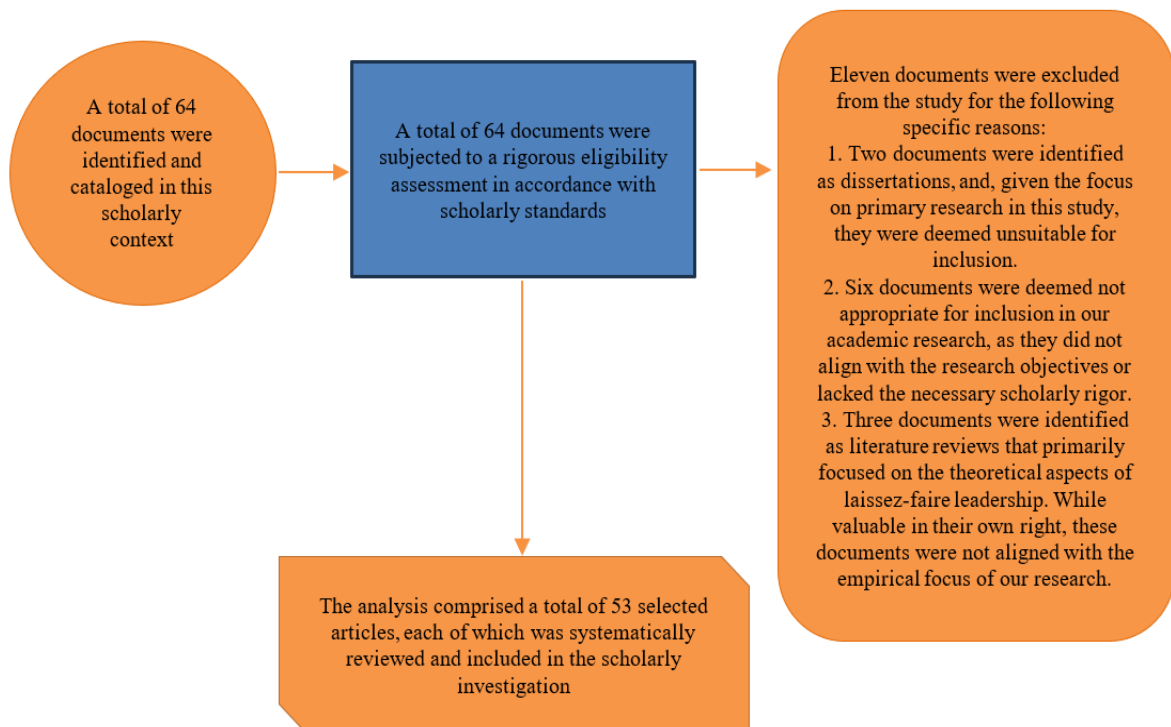 A total of 64
documents were
identified and
cataloged in this
scholarly
context
A total of 64 documents were
subjected to a rigorous eligibility
assessment in accordance with
scholarly standards
Eleven documents were excluded
from the study for the following
specific reasons:
1. Two documents were identified
as dissertations, and, given the focus
on primary research in this study,
they were deemed unsuitable for
inclusion.
2. Six documents were deemed not
appropriate for inclusion in our
academic research, as they did not
align with the research objectives or
lacked the necessary scholarly rigor.
3. Three documents were identified
as literature reviews that primarily
focused on the theoretical aspects of
laissez-faire leadership. While
valuable in their own right, these
documents were not aligned with the
empirical focus of our research.
The analysis comprised a total of 53 selected
articles, each of which was systematically
reviewed and included in the scholarly
investigation